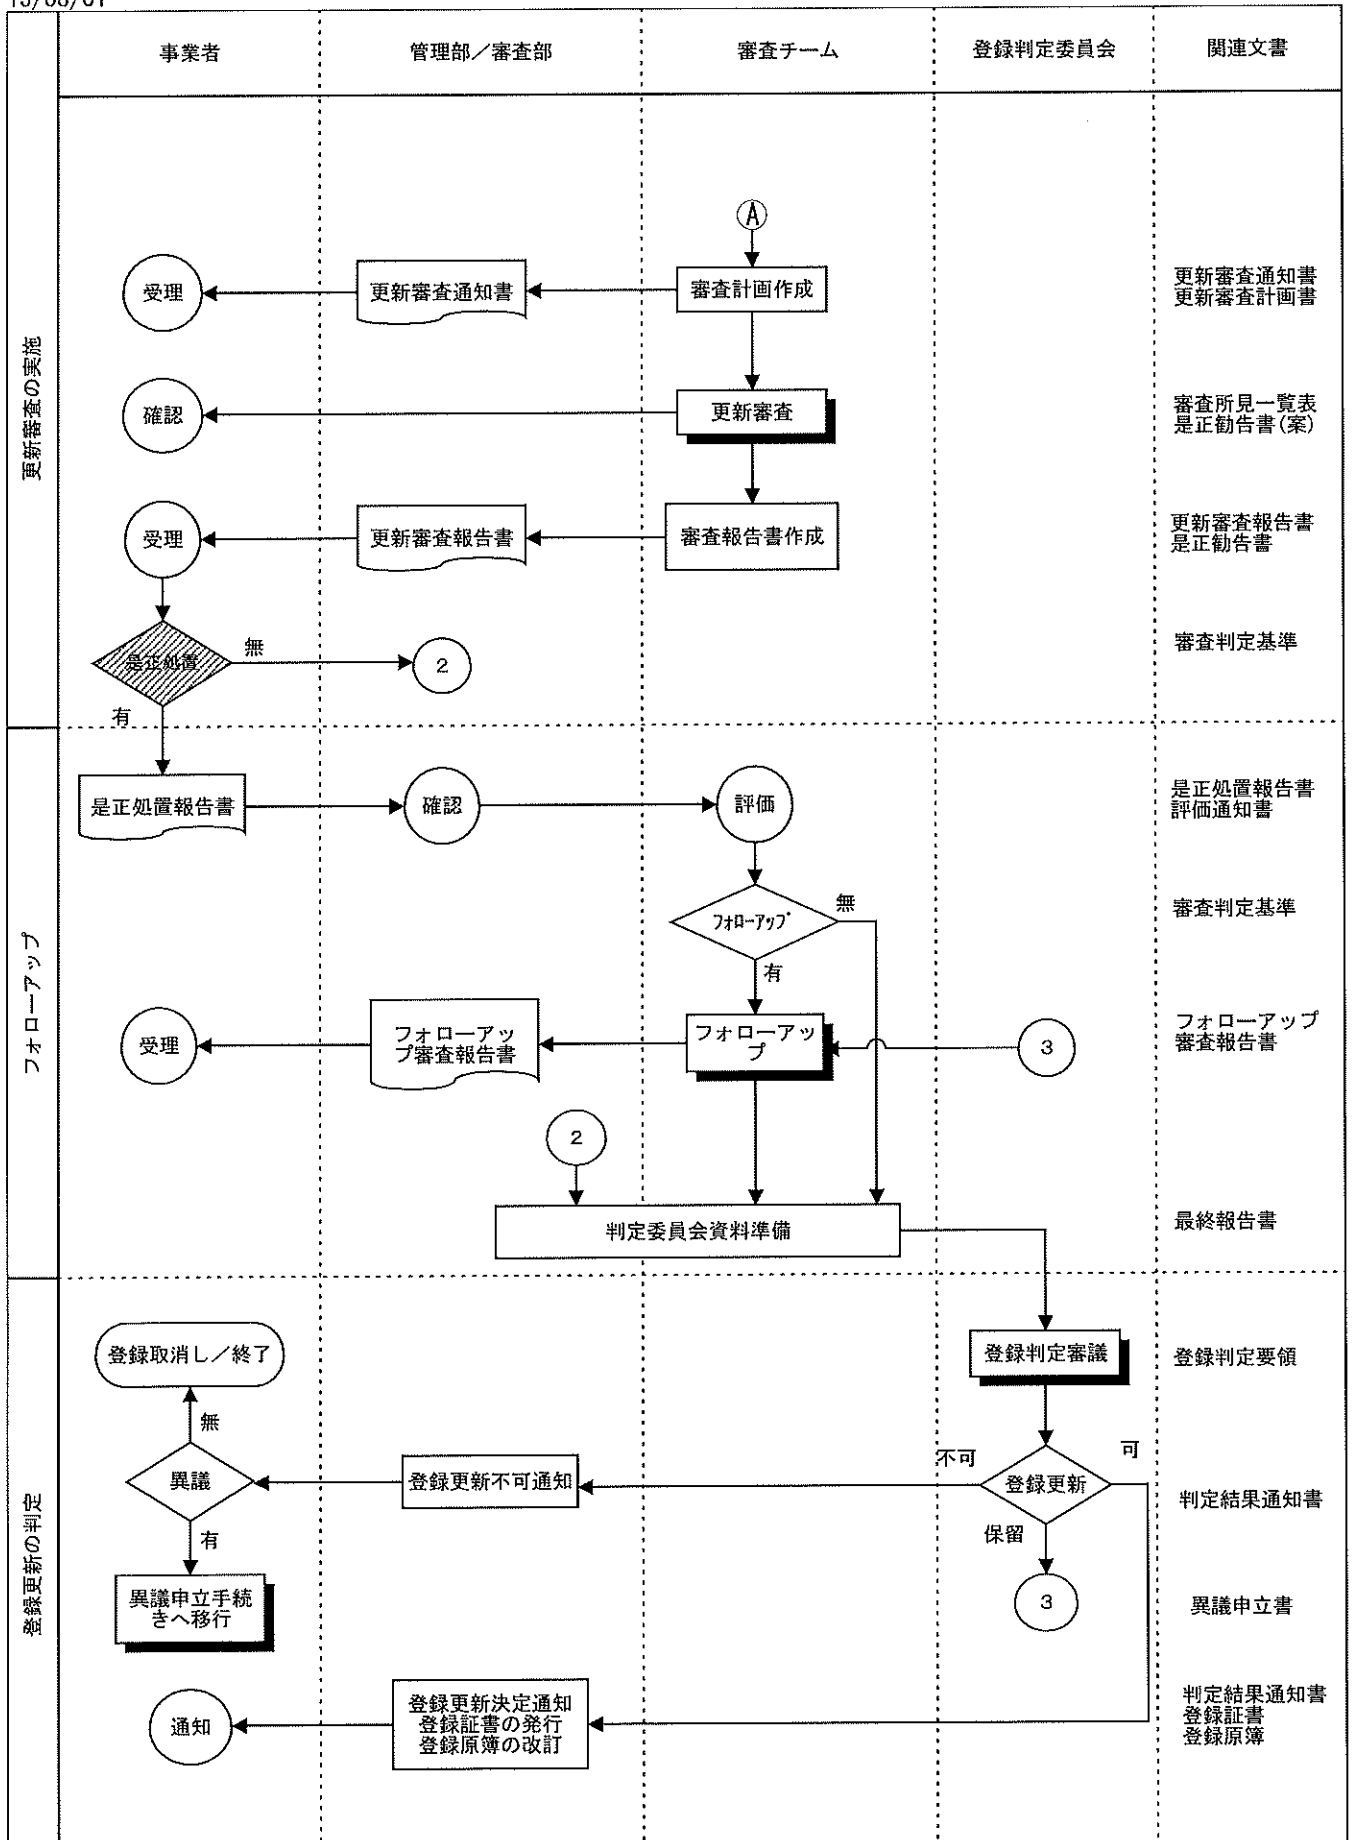 15/08/01
事業者
管理部／審査部
審査チーム
登録判定委員会
関連文書
更新審査の実施
A
受理
更新審査通知書
審査計画作成
更新審査通知書
更新審査計画書
確認
更新審査
審査所見一覧表
是正勧告書(案)
受理
更新審査報告書
審査報告書作成
更新審査報告書
是正勧告書
是正処置
無
2
審査判定基準
有
フォローアップ
是正処置報告書
確認
評価
是正処置報告書
評価通知書
フォローアップ
無
審査判定基準
有
受理
フォローアッ
プ審査報告書
フォローアッ
プ
3
フォローアップ
審査報告書
2
判定委員会資料準備
最終報告書
登録更新の判定
登録取消し／終了
登録判定審議
登録判定要領
無
異議
登録更新不可通知
不可
登録更新
可
判定結果通知書
有
保留
異議申立手続
きへ移行
3
異議申立書
通知
登録更新決定通知
登録証書の発行
登録原簿の改訂
判定結果通知書
登録証書
登録原簿